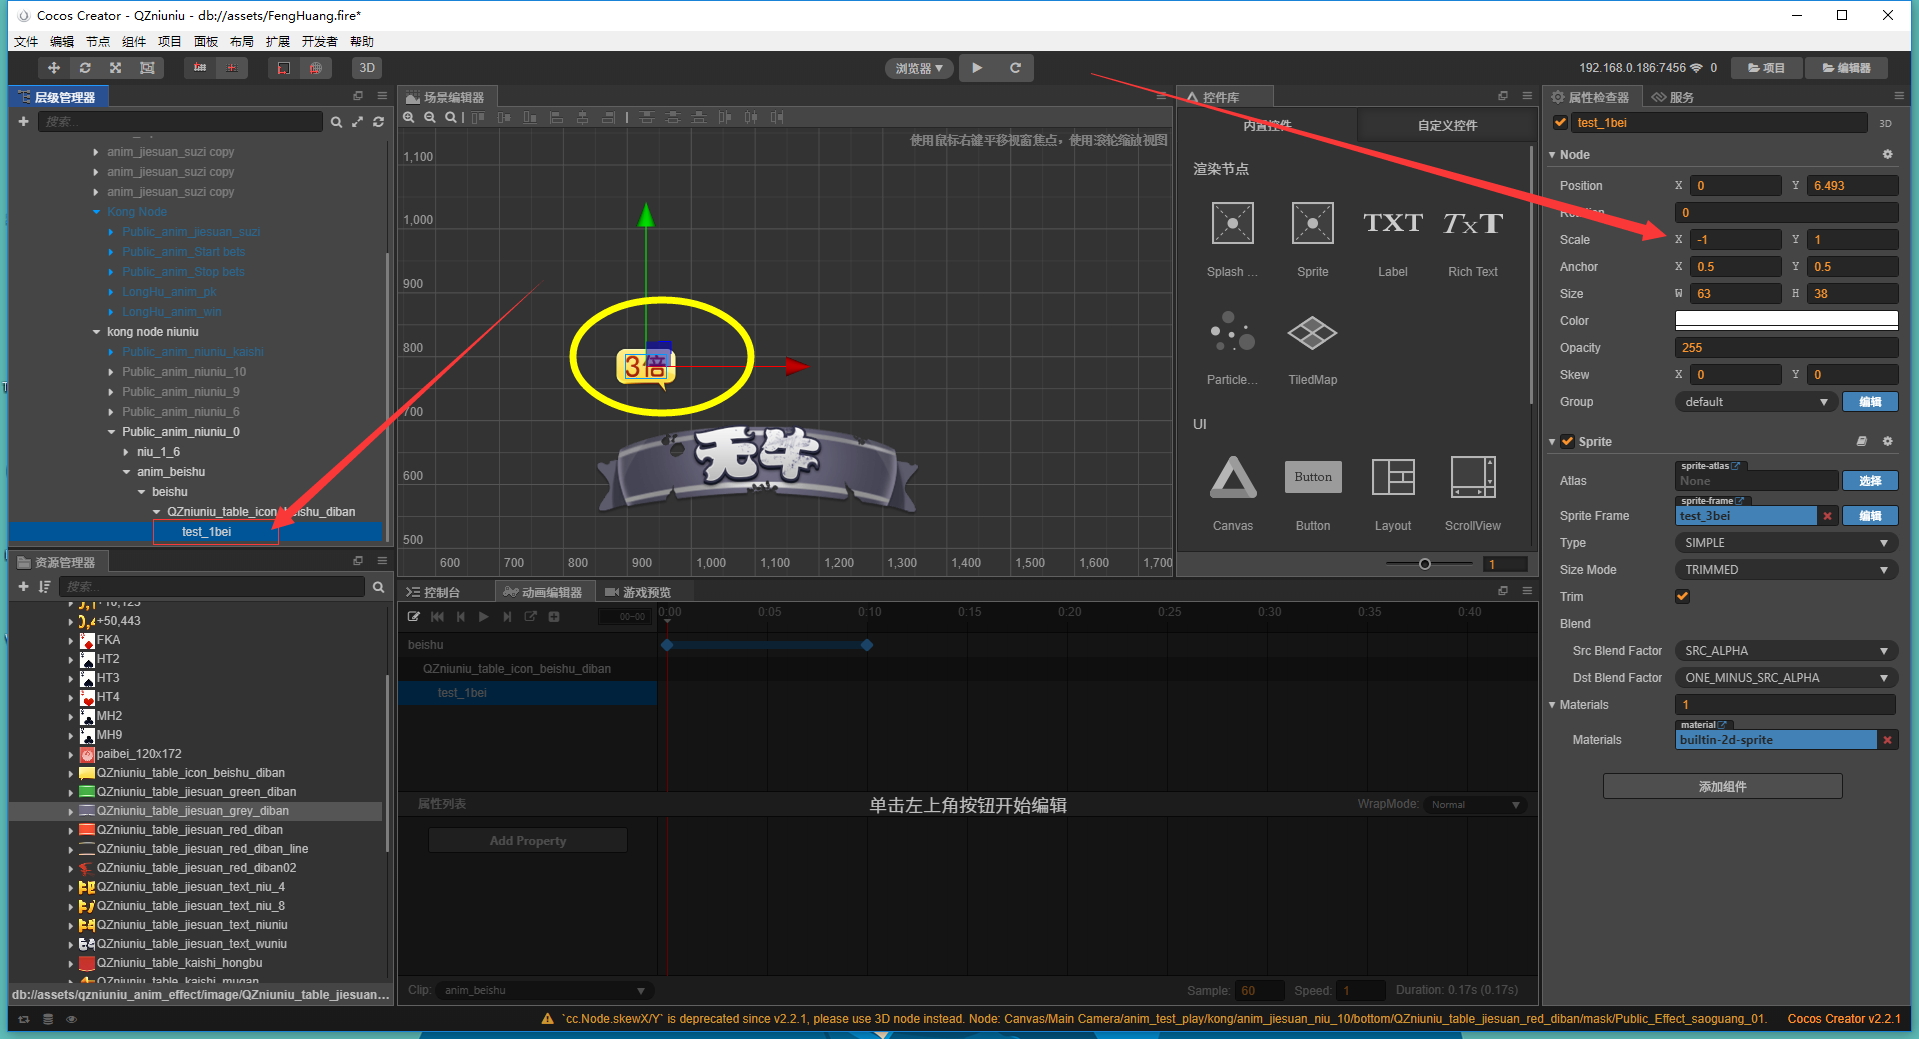 Cocos Creator - QZniuniu - db://assets/FengHuang.fire*
文件 编辑 节点 组件 项目 面板 布局 扩展 开发者 帮助
3D
浏览器
192.168.0.186:7456 0 项目 编辑器
层级管理器
搜索...
anim_jiesuan_suzi copy
anim_jiesuan_suzi copy
anim_jiesuan_suzi copy
Kong Node
Public_anim_jiesuan_suzi
Public_anim_Start bets
Public_anim_Stop bets
LongHu_anim_pk
LongHu_anim_win
kong node niuniu
Public_anim_niuniu_kaishi
Public_anim_niuniu_10
Public_anim_niuniu_9
Public_anim_niuniu_6
Public_anim_niuniu_0
niu_1_6
anim_beishu
beishu
QZniuniu_table_icon_beishu_diban
test_1bei
资源管理器
搜索...
+50,443
FKA
HT2
HT3
HT4
MH2
MH9
paibei_120x172
QZniuniu_table_icon_beishu_diban
QZniuniu_table_jiesuan_green_diban
QZniuniu_table_jiesuan_grey_diban
QZniuniu_table_jiesuan_red_diban
QZniuniu_table_jiesuan_red_diban_line
QZniuniu_table_jiesuan_red_diban02
QZniuniu_table_jiesuan_text_niu_4
QZniuniu_table_jiesuan_text_niu_8
QZniuniu_table_jiesuan_text_niuniu
QZniuniu_table_jiesuan_text_wuniu
QZniuniu_table_kaishi_hongbu
QZniuniu_table_kaishi_mugan
db://assets/qzniuniu_anim_effect/image/QZniuniu_table_jiesuan...
场景编辑器
使用鼠标右键平移视窗焦点，使用滚轮缩放视图
1,100
1,000
900
800
700
600
500
3倍
无牛
600 700 800 900 1,000 1,100 1,200 1,300 1,400 1,500 1,600 1,700
控件库
内置控件 自定义控件
渲染节点
TXT TxT
Splash ... Sprite Label Rich Text
Particle... TiledMap
UI
Button
Canvas Button Layout ScrollView
1
控制台 动画编辑器 游戏预览
00-00 0:00 0:05 0:10 0:15 0:20 0:25 0:30 0:35 0:40
beishu
QZniuniu_table_icon_beishu_diban
test_1bei
属性列表 单击左上角按钮开始编辑 WrapMode: Normal
Add Property
Clip: anim_beishu Sample: 60 Speed: 1 Duration: 0.17s (0.17s)
属性检查器 服务
test_1bei 3D
Node
Position X 0 Y 6.493
Rotation 0
Scale X -1 Y 1
Anchor X 0.5 Y 0.5
Size W 63 H 38
Color
Opacity 255
Skew X 0 Y 0
Group default 编辑
Sprite
sprite-atlas
Atlas None 选择
sprite-frame
Sprite Frame test_3bei 编辑
Type SIMPLE
Size Mode TRIMMED
Trim
Blend
Src Blend Factor SRC_ALPHA
Dst Blend Factor ONE_MINUS_SRC_ALPHA
Materials 1
material
Materials builtin-2d-sprite
添加组件
`cc.Node.skewX/Y` is deprecated since v2.2.1, please use 3D node instead. Node: Canvas/Main Camera/anim_test_play/kong/anim_jiesuan_niu_10/bottom/QZniuniu_table_jiesuan_red_diban/mask/Public_Effect_saoguang_01.
Cocos Creator v2.2.1